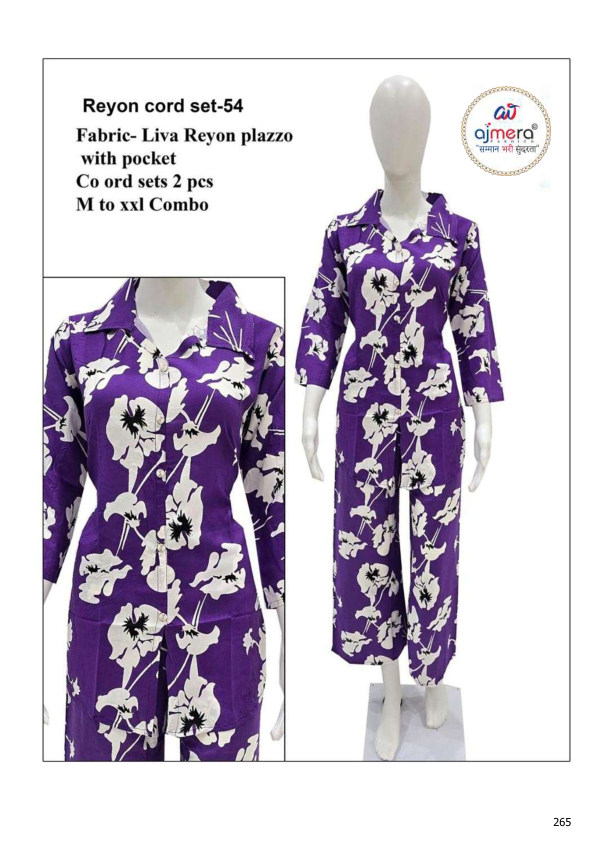 Reyon cord set-54
Fabric- Liva Reyon plazzo
with pocket
Co ord sets 2 pcs
M to xxl Combo
ajmera®
FASHION
"सम्मान भरी सुंदरता"
265